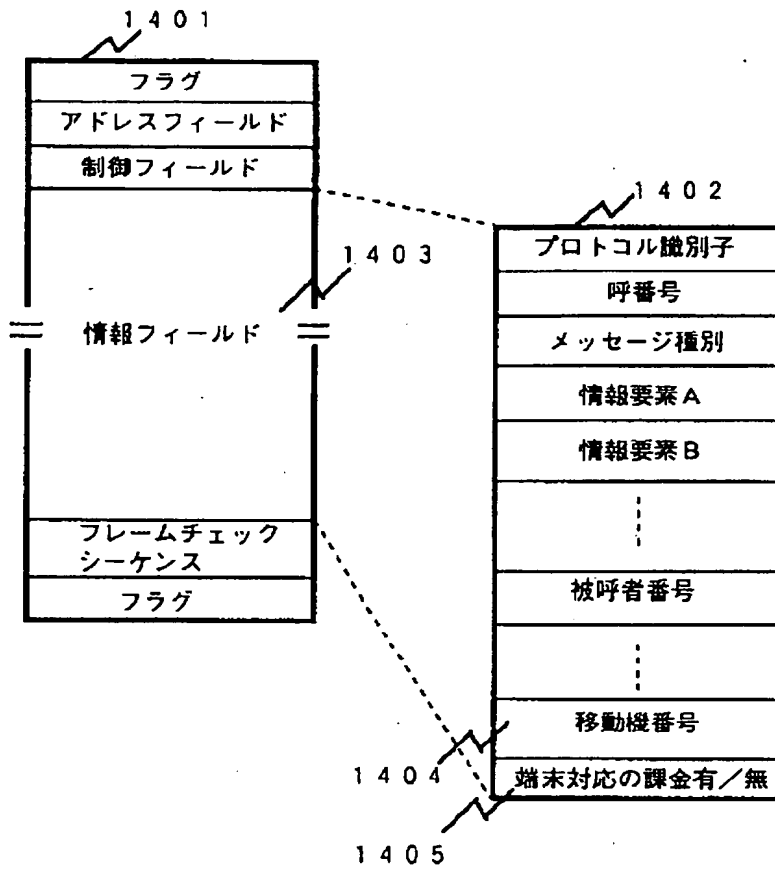 1401
フラグ
アドレスフィールド
制御フィールド
1403
情報フィールド
フレームチェック
シーケンス
フラグ
1402
プロトコル識別子
呼番号
メッセージ種別
情報要素A
情報要素B
被呼者番号
移動機番号
1404
端末対応の課金有/無
1405